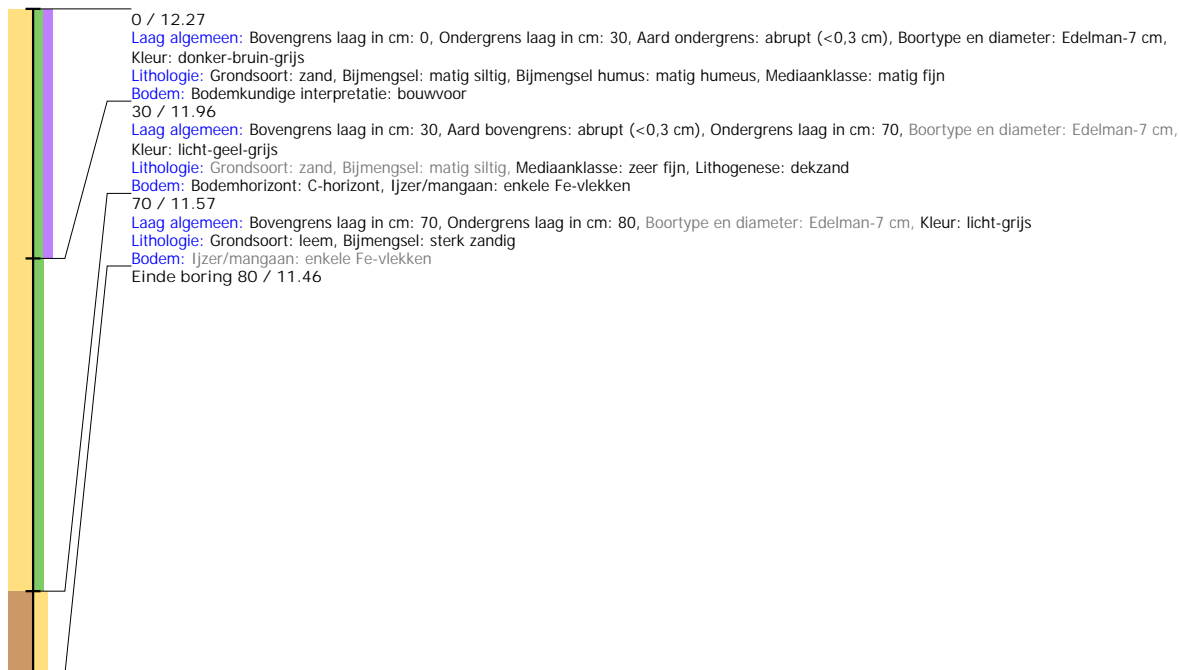 0 / 12.27
Laag algemeen: Bovengrens laag in cm: 0, Ondergrens laag in cm: 30, Aard ondergrens: abrupt (<0,3 cm), Boortype en diameter: Edelman-7 cm,
Kleur: donker-bruin-grijs
Lithologie: Grondsoort: zand, Bijmengsel: matig siltig, Bijmengsel humus: matig humeus, Mediaanklasse: matig fijn
Bodem: Bodemkundige interpretatie: bouwvoor
30 / 11.96
Laag algemeen: Bovengrens laag in cm: 30, Aard bovengrens: abrupt (<0,3 cm), Ondergrens laag in cm: 70, Boortype en diameter: Edelman-7 cm,
Kleur: licht-geel-grijs
Lithologie: Grondsoort: zand, Bijmengsel: matig siltig, Mediaanklasse: zeer fijn, Lithogenese: dekzand
Bodem: Bodemhorizont: C-horizont, Ijzer/mangaan: enkele Fe-vlekken
70 / 11.57
Laag algemeen: Bovengrens laag in cm: 70, Ondergrens laag in cm: 80, Boortype en diameter: Edelman-7 cm, Kleur: licht-grijs
Lithologie: Grondsoort: leem, Bijmengsel: sterk zandig
Bodem: Ijzer/mangaan: enkele Fe-vlekken
Einde boring 80 / 11.46